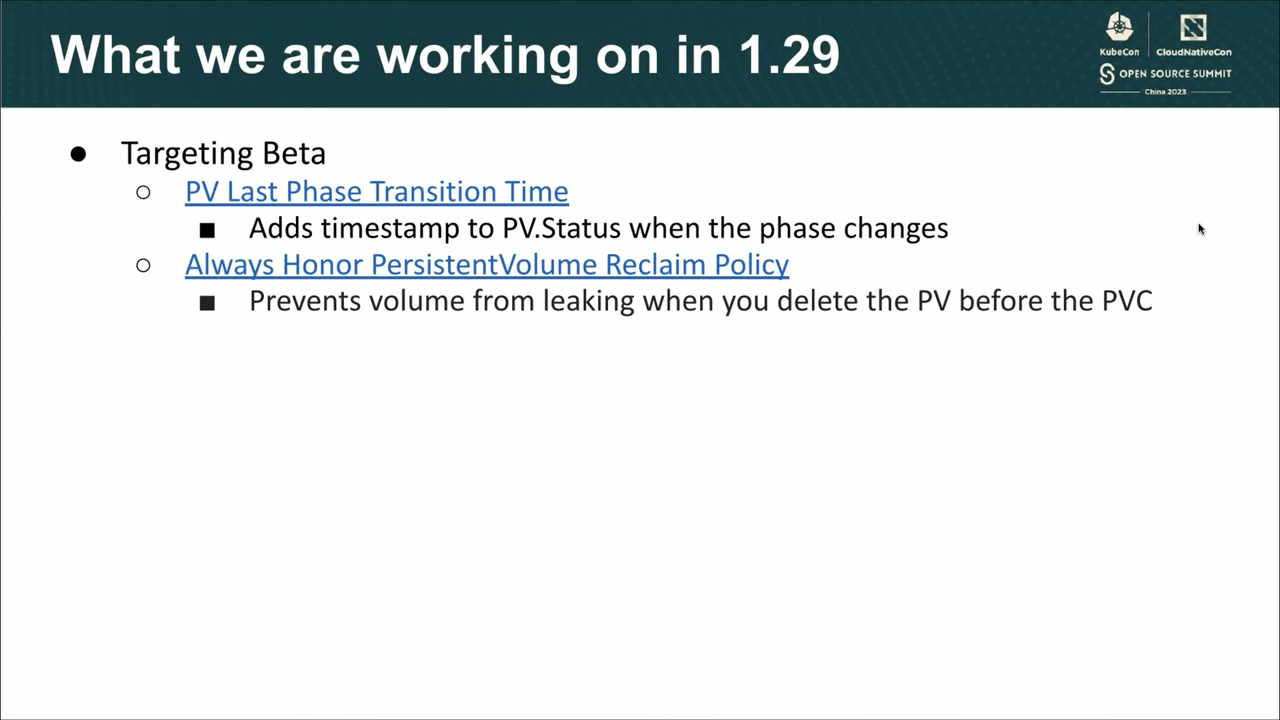 What we are working on in 1.29
KubeCon
CloudNativeCon
OPEN SOURCE SUMMIT
China 2023
● Targeting Beta
○ PV Last Phase Transition Time
■ Adds timestamp to PV.Status when the phase changes
○ Always Honor PersistentVolume Reclaim Policy
■ Prevents volume from leaking when you delete the PV before the PVC